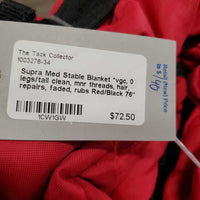 The Tack Collector
1003278-34
Supra Med Stable Blanket *vgc, 0
legs/tail clean, mnr threads, hair,
repairs, faded, rubs Red/Black 76"
1CW1GW
$72.50